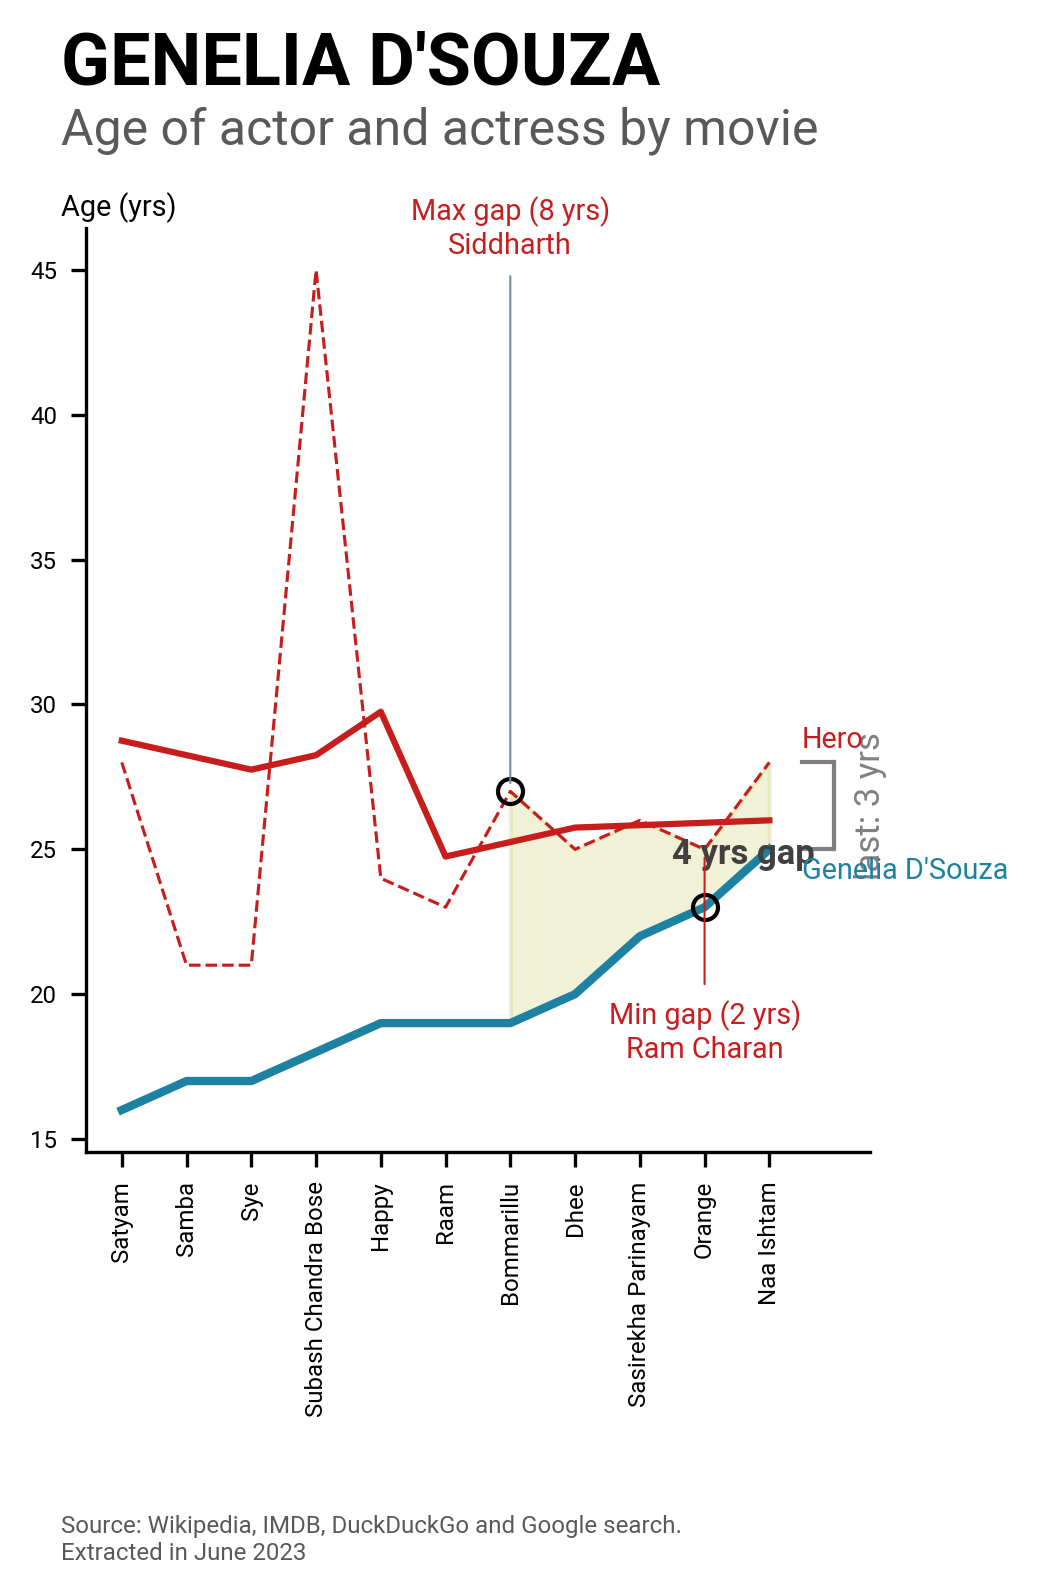 GENELIA D'SOUZA
Age of actor and actress by movie
Age (yrs)
Max gap (8 yrs)
Siddharth
45
40
35
30
25
20
15
Hero
last: 3 yrs
4 yrs gap
Genelia D'Souza
Min gap (2 yrs)
Ram Charan
Satyam
Samba
Sye
Subash Chandra Bose
Happy
Raam
Bommarillu
Dhee
Sasirekha Parinayam
Orange
Naa Ishtam
Source: Wikipedia, IMDB, DuckDuckGo and Google search.
Extracted in June 2023